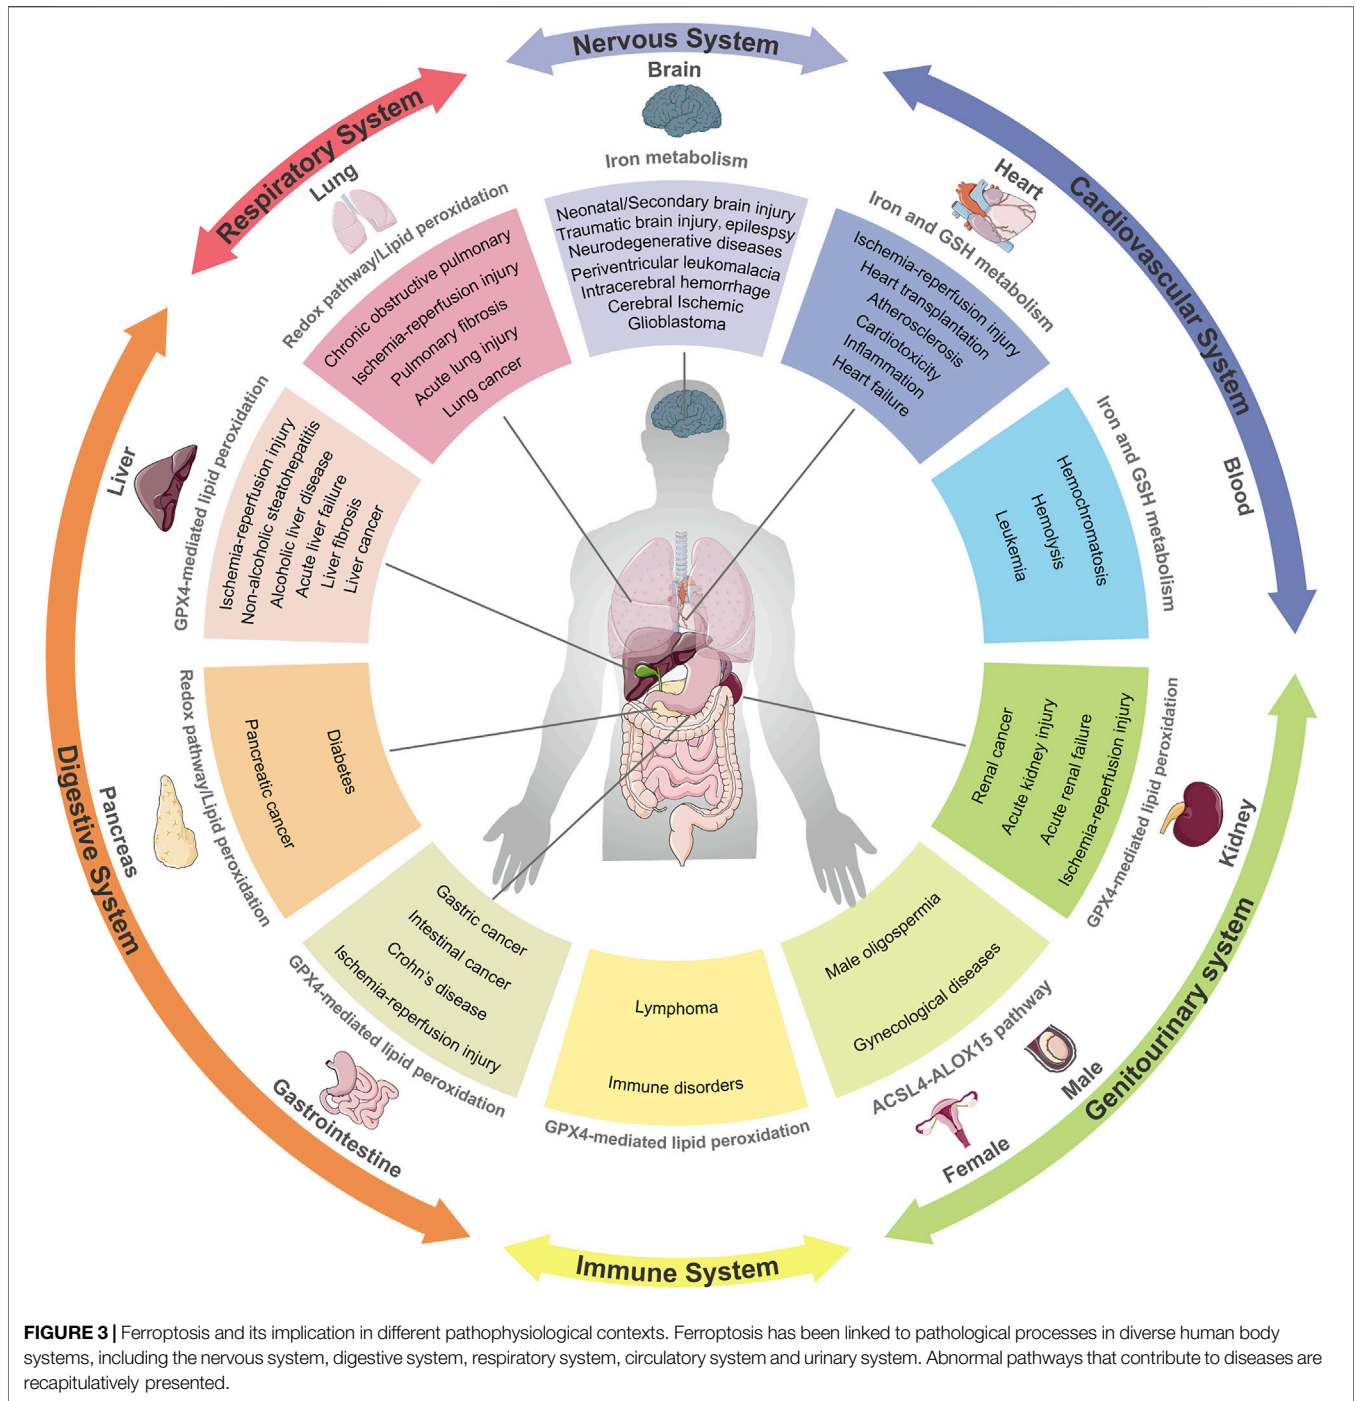 Nervous System
Brain
Iron metabolism
Neonatal/Secondary brain injury
Traumatic brain injury, epilespsy
Neurodegenerative diseases
Periventricular leukomalacia
Intracerebral hemorrhage
Cerebral Ischemic
Glioblastoma
Cardiovascular System
Heart
Iron and GSH metabolism
Ischemia-reperfusion injury
Heart transplantation
Atherosclerosis
Cardiotoxicity
Inflammation
Heart failure
Blood
Iron and GSH metabolism
Hemochromatosis
Hemolysis
Leukemia
Genitourinary system
Kidney
GPX4-mediated lipid peroxidation
Renal cancer
Acute kidney injury
Acute renal failure
Ischemia-reperfusion injury
Male
Female
ACSL4-ALOX15 pathway
Male oligospermia
Gynecological diseases
Immune System
GPX4-mediated lipid peroxidation
Lymphoma
Immune disorders
Digestive System
Gastrointestine
GPX4-mediated lipid peroxidation
Gastric cancer
Intestinal cancer
Crohn's disease
Ischemia-reperfusion injury
Pancreas
Redox pathway/Lipid peroxidation
Diabetes
Pancreatic cancer
Liver
GPX4-mediated lipid peroxidation
Ischemia-reperfusion injury
Non-alcoholic steatohepatitis
Alcoholic liver disease
Acute liver failure
Liver fibrosis
Liver cancer
Respiratory System
Lung
Redox pathway/Lipid peroxidation
Chronic obstructive pulmonary
Ischemia-reperfusion injury
Pulmonary fibrosis
Acute lung injury
Lung cancer
FIGURE 3 | Ferroptosis and its implication in different pathophysiological contexts. Ferroptosis has been linked to pathological processes in diverse human body
systems, including the nervous system, digestive system, respiratory system, circulatory system and urinary system. Abnormal pathways that contribute to diseases are
recapitulatively presented.